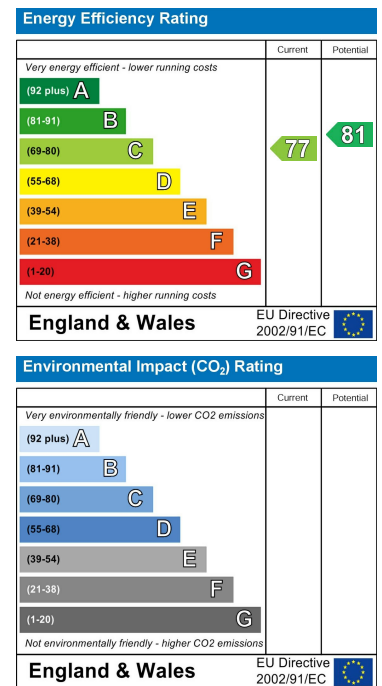 Energy Efficiency Rating
Current Potential
Very energy efficient - lower running costs
(92 plus) A
(81-91) B
(69-80) C
(55-68) D
(39-54) E
(21-38) F
(1-20) G
77
81
Not energy efficient - higher running costs
England & Wales
EU Directive
2002/91/EC
Environmental Impact (CO₂) Rating
Current Potential
Very environmentally friendly - lower CO2 emissions
(92 plus) A
(81-91) B
(69-80) C
(55-68) D
(39-54) E
(21-38) F
(1-20) G
Not environmentally friendly - higher CO2 emissions
England & Wales
EU Directive
2002/91/EC